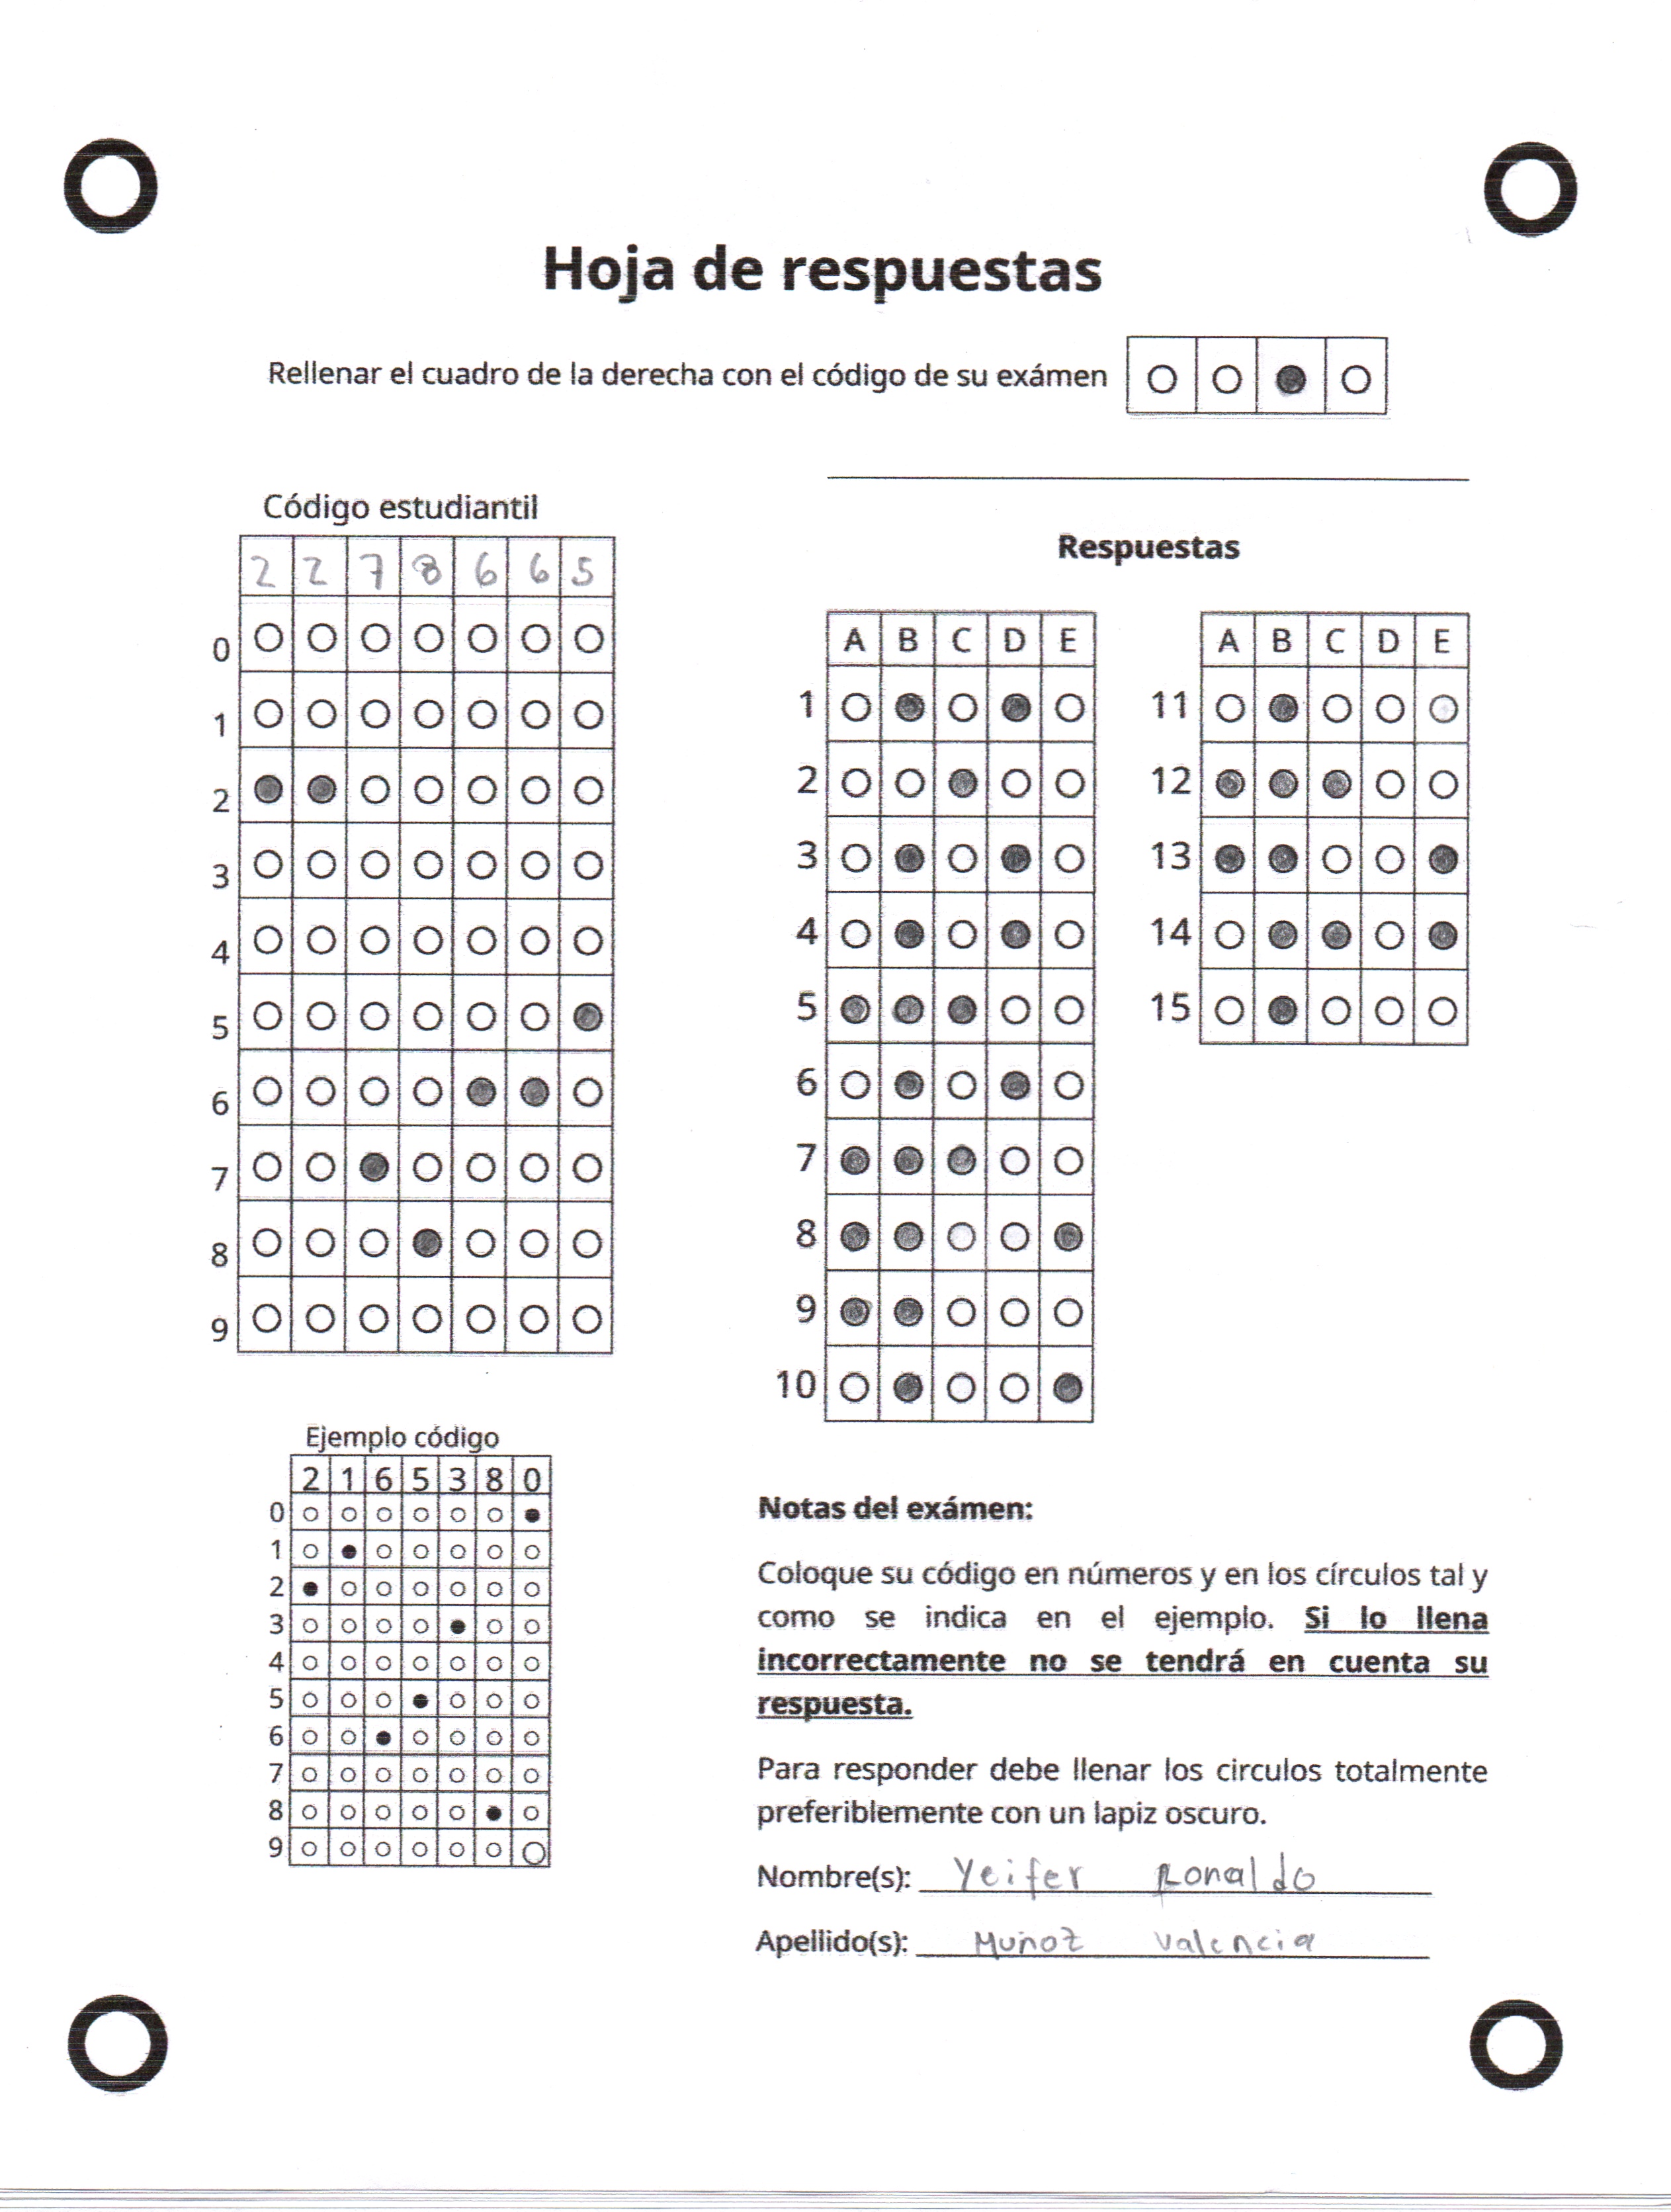 Hoja de respuestas
Rellenar el cuadro de la derecha con el código de su exámen
Código estudiantil
2 2 7 8 6 6 5
0
1
2
3
4
5
6
7
8
9
Respuestas
A B C D E
1
2
3
4
5
6
7
8
9
10
A B C D E
11
12
13
14
15
Ejemplo código
2 1 6 5 3 8 0
0
1
2
3
4
5
6
7
8
9
Notas del exámen:
Coloque su código en números y en los círculos tal y
como se indica en el ejemplo. Si lo llena
incorrectamente no se tendrá en cuenta su
respuesta.
Para responder debe llenar los circulos totalmente
preferiblemente con un lapiz oscuro.
Nombre(s): Yeifer Ronaldo
Apellido(s): Muñoz Valencia